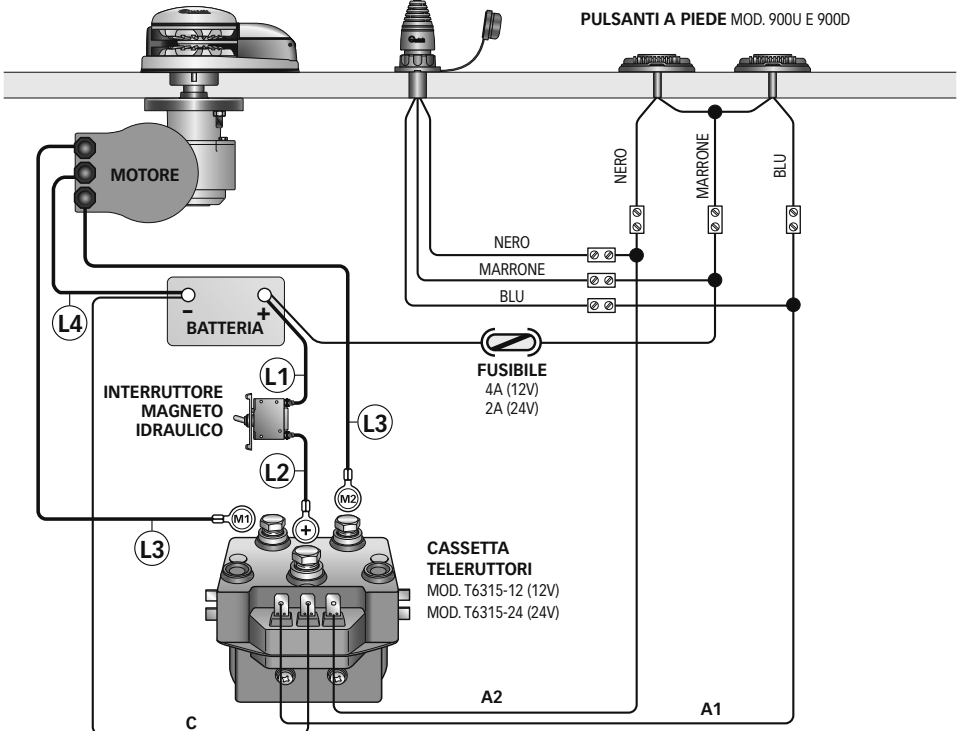 PULSANTI A PIEDE MOD. 900U E 900D
MOTORE
NERO
MARRONE
BLU
NERO
MARRONE
BLU
L4
-
+
BATTERIA
FUSIBILE
4A (12V)
2A (24V)
L1
INTERRUTTORE
MAGNETO
IDRAULICO
L3
L2
M2
M1
+
L3
CASSETTA
TELERUTTORI
MOD. T6315-12 (12V)
MOD. T6315-24 (24V)
A2
A1
C